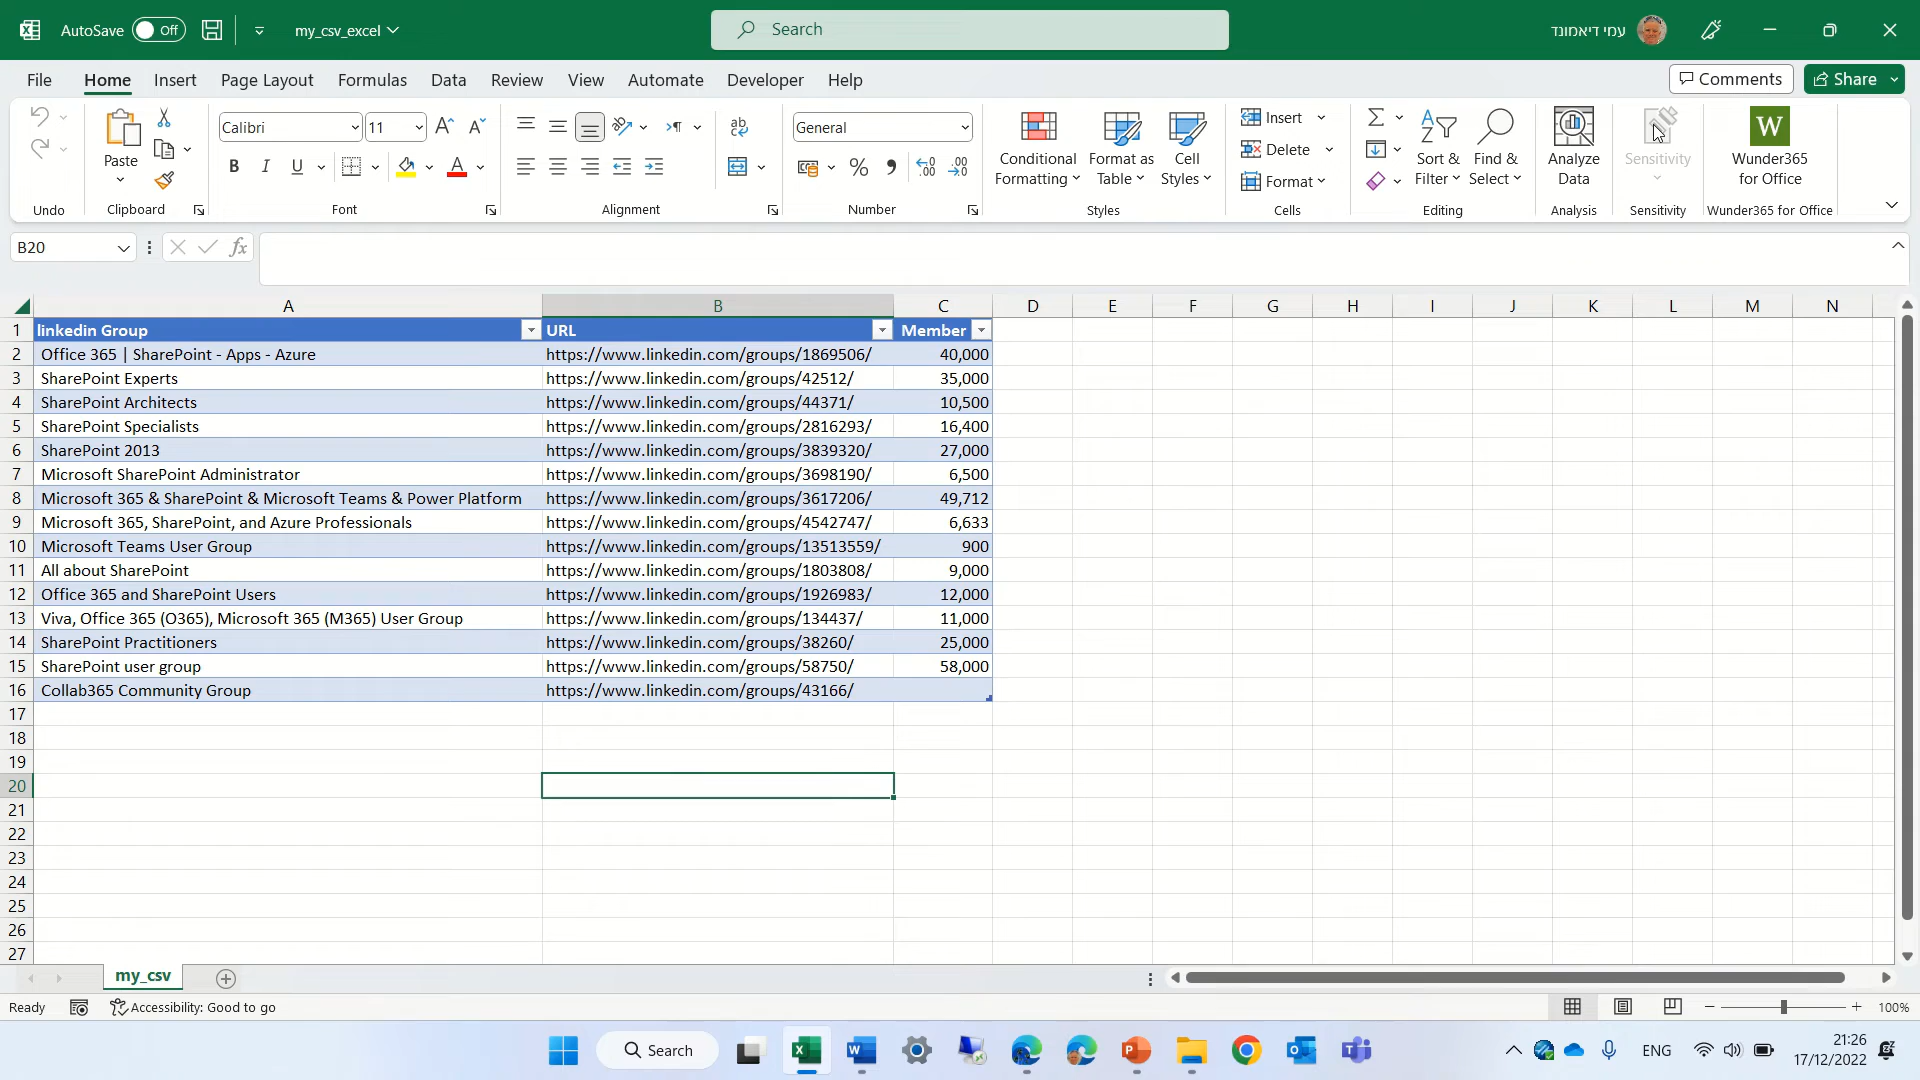 AutoSave Off my_csv_excel Search עמי דיאמונד
File Home Insert Page Layout Formulas Data Review View Automate Developer Help Comments Share
Paste
Calibri 11
B I U
General
Conditional Formatting
Format as Table
Cell Styles
Insert
Delete
Format
Sort & Filter
Find & Select
Analyze Data
Sensitivity
Wunder365 for Office
Undo Clipboard Font Alignment Number Styles Cells Editing Analysis Sensitivity Wunder365 for Office
B20 fx
A B C D E F G H I J K L M N
1 linkedin Group URL Member
2 Office 365 | SharePoint - Apps - Azure https://www.linkedin.com/groups/1869506/ 40,000
3 SharePoint Experts https://www.linkedin.com/groups/42512/ 35,000
4 SharePoint Architects https://www.linkedin.com/groups/44371/ 10,500
5 SharePoint Specialists https://www.linkedin.com/groups/2816293/ 16,400
6 SharePoint 2013 https://www.linkedin.com/groups/3839320/ 27,000
7 Microsoft SharePoint Administrator https://www.linkedin.com/groups/3698190/ 6,500
8 Microsoft 365 & SharePoint & Microsoft Teams & Power Platform https://www.linkedin.com/groups/3617206/ 49,712
9 Microsoft 365, SharePoint, and Azure Professionals https://www.linkedin.com/groups/4542747/ 6,633
10 Microsoft Teams User Group https://www.linkedin.com/groups/13513559/ 900
11 All about SharePoint https://www.linkedin.com/groups/1803808/ 9,000
12 Office 365 and SharePoint Users https://www.linkedin.com/groups/1926983/ 12,000
13 Viva, Office 365 (O365), Microsoft 365 (M365) User Group https://www.linkedin.com/groups/134437/ 11,000
14 SharePoint Practitioners https://www.linkedin.com/groups/38260/ 25,000
15 SharePoint user group https://www.linkedin.com/groups/58750/ 58,000
16 Collab365 Community Group https://www.linkedin.com/groups/43166/
17
18
19
20
21
22
23
24
25
26
27
my_csv
Ready Accessibility: Good to go 100%
Search ENG 21:26
17/12/2022